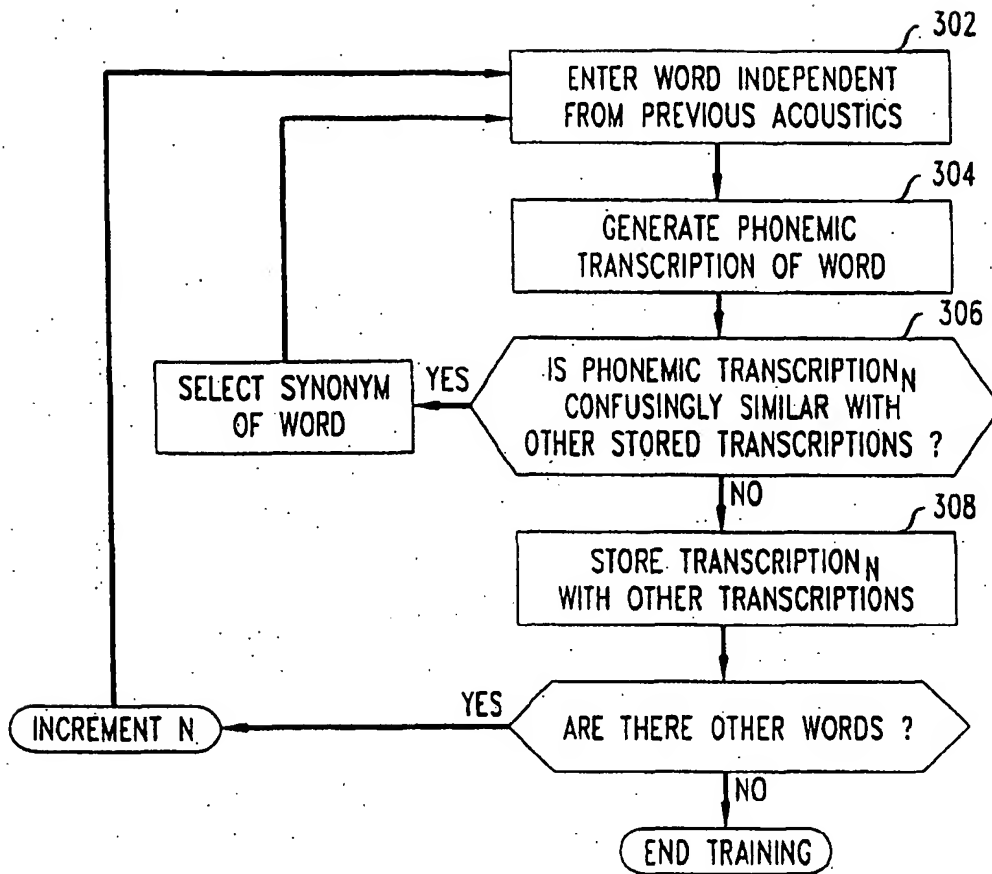 302
ENTER WORD INDEPENDENT
FROM PREVIOUS ACOUSTICS
304
GENERATE PHONEMIC
TRANSCRIPTION OF WORD
306
IS PHONEMIC TRANSCRIPTION_N
CONFUSINGLY SIMILAR WITH
OTHER STORED TRANSCRIPTIONS ?
YES
SELECT SYNONYM
OF WORD
NO
308
STORE TRANSCRIPTION_N
WITH OTHER TRANSCRIPTIONS
ARE THERE OTHER WORDS ?
YES
INCREMENT N
NO
END TRAINING